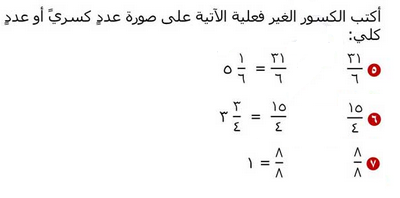 أكتب الكسور الغير فعلية الآتية على صورة عددٍ كسريً أو عددٍ
كلي:
٥ ٣١/٦ ٣١/٦ = ٥ ١/٦
٦ ١٥/٤ ١٥/٤ = ٣ ٣/٤
٧ ٨/٨ ٨/٨ = ١